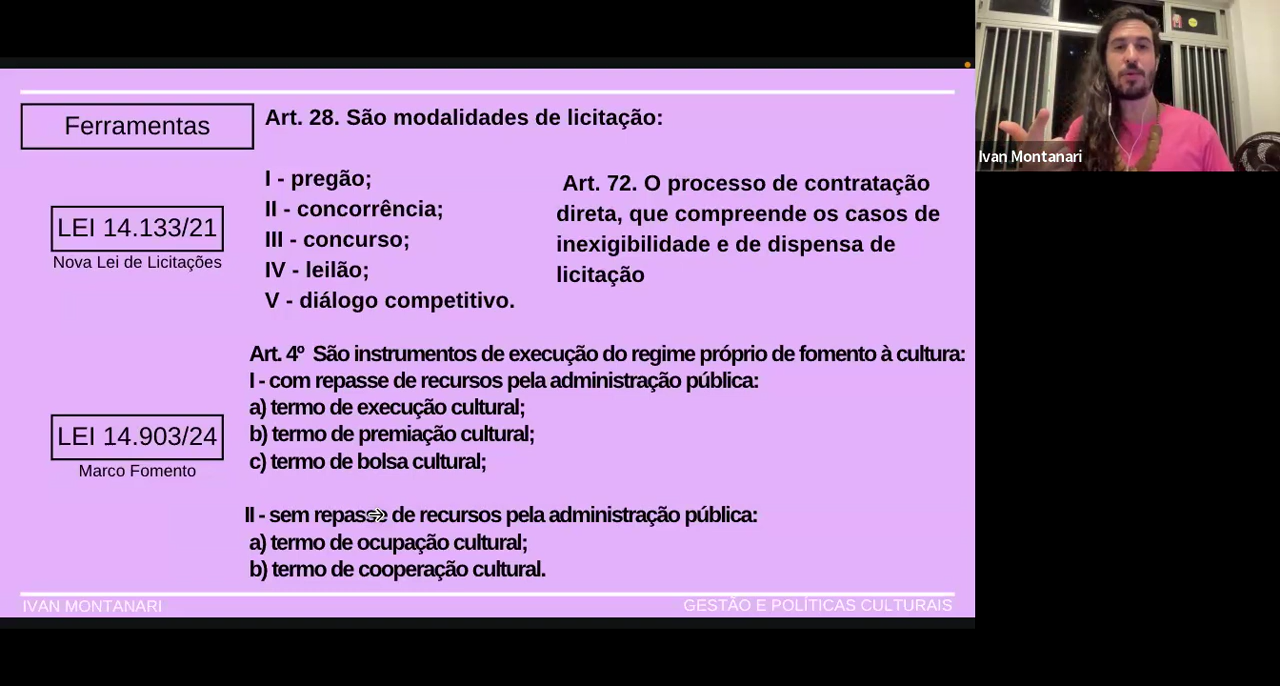 Ferramentas
Art. 28. São modalidades de licitação:
I - pregão;
II - concorrência;
III - concurso;
IV - leilão;
V - diálogo competitivo.
Art. 72. O processo de contratação
direta, que compreende os casos de
inexigibilidade e de dispensa de
licitação
LEI 14.133/21
Nova Lei de Licitações
Art. 4º São instrumentos de execução do regime próprio de fomento à cultura:
I - com repasse de recursos pela administração pública:
a) termo de execução cultural;
b) termo de premiação cultural;
c) termo de bolsa cultural;
LEI 14.903/24
Marco Fomento
II - sem repasse de recursos pela administração pública:
a) termo de ocupação cultural;
b) termo de cooperação cultural.
IVAN MONTANARI
GESTÃO E POLÍTICAS CULTURAIS
Ivan Montanari